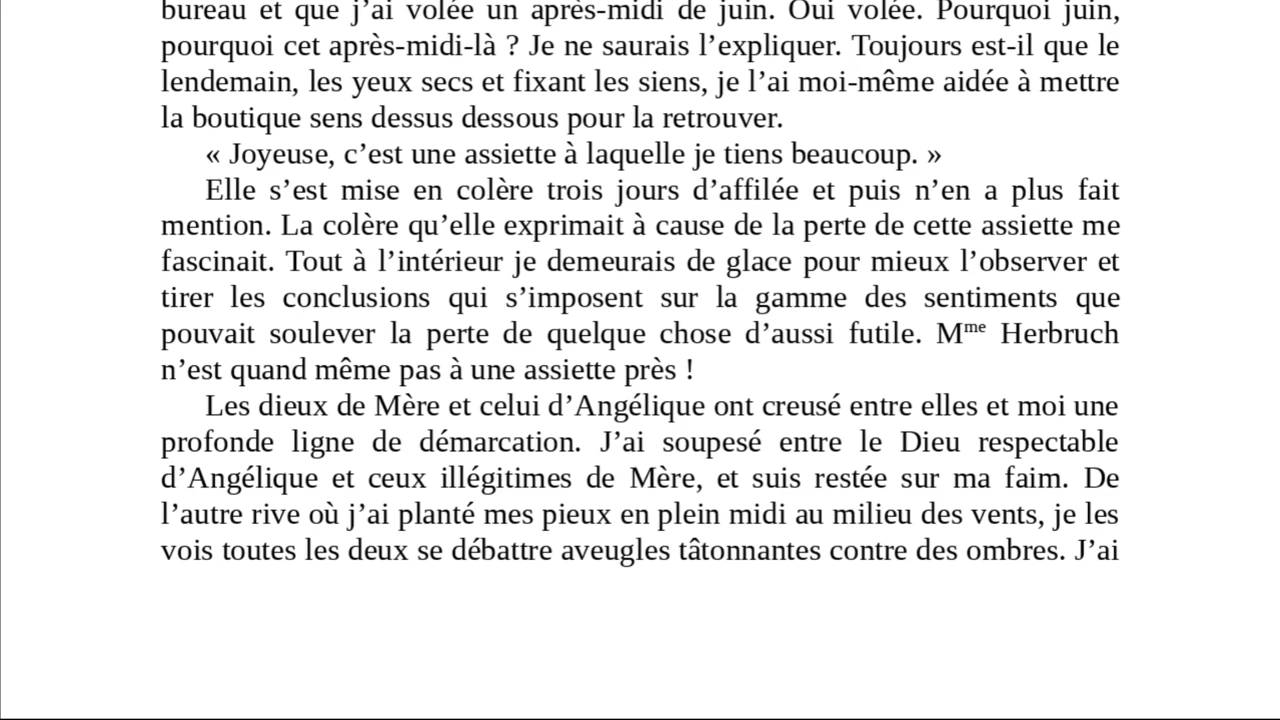 bureau et que j’ai volée un après-midi de juin. Oui volée. Pourquoi juin,
pourquoi cet après-midi-là ? Je ne saurais l’expliquer. Toujours est-il que le
lendemain, les yeux secs et fixant les siens, je l’ai moi-même aidée à mettre
la boutique sens dessus dessous pour la retrouver.
« Joyeuse, c’est une assiette à laquelle je tiens beaucoup. »
Elle s’est mise en colère trois jours d’affilée et puis n’en a plus fait
mention. La colère qu’elle exprimait à cause de la perte de cette assiette me
fascinait. Tout à l’intérieur je demeurais de glace pour mieux l’observer et
tirer les conclusions qui s’imposent sur la gamme des sentiments que
pouvait soulever la perte de quelque chose d’aussi futile. Mme Herbruch
n’est quand même pas à une assiette près !
Les dieux de Mère et celui d’Angélique ont creusé entre elles et moi une
profonde ligne de démarcation. J’ai soupesé entre le Dieu respectable
d’Angélique et ceux illégitimes de Mère, et suis restée sur ma faim. De
l’autre rive où j’ai planté mes pieux en plein midi au milieu des vents, je les
vois toutes les deux se débattre aveugles tâtonnantes contre des ombres. J’ai